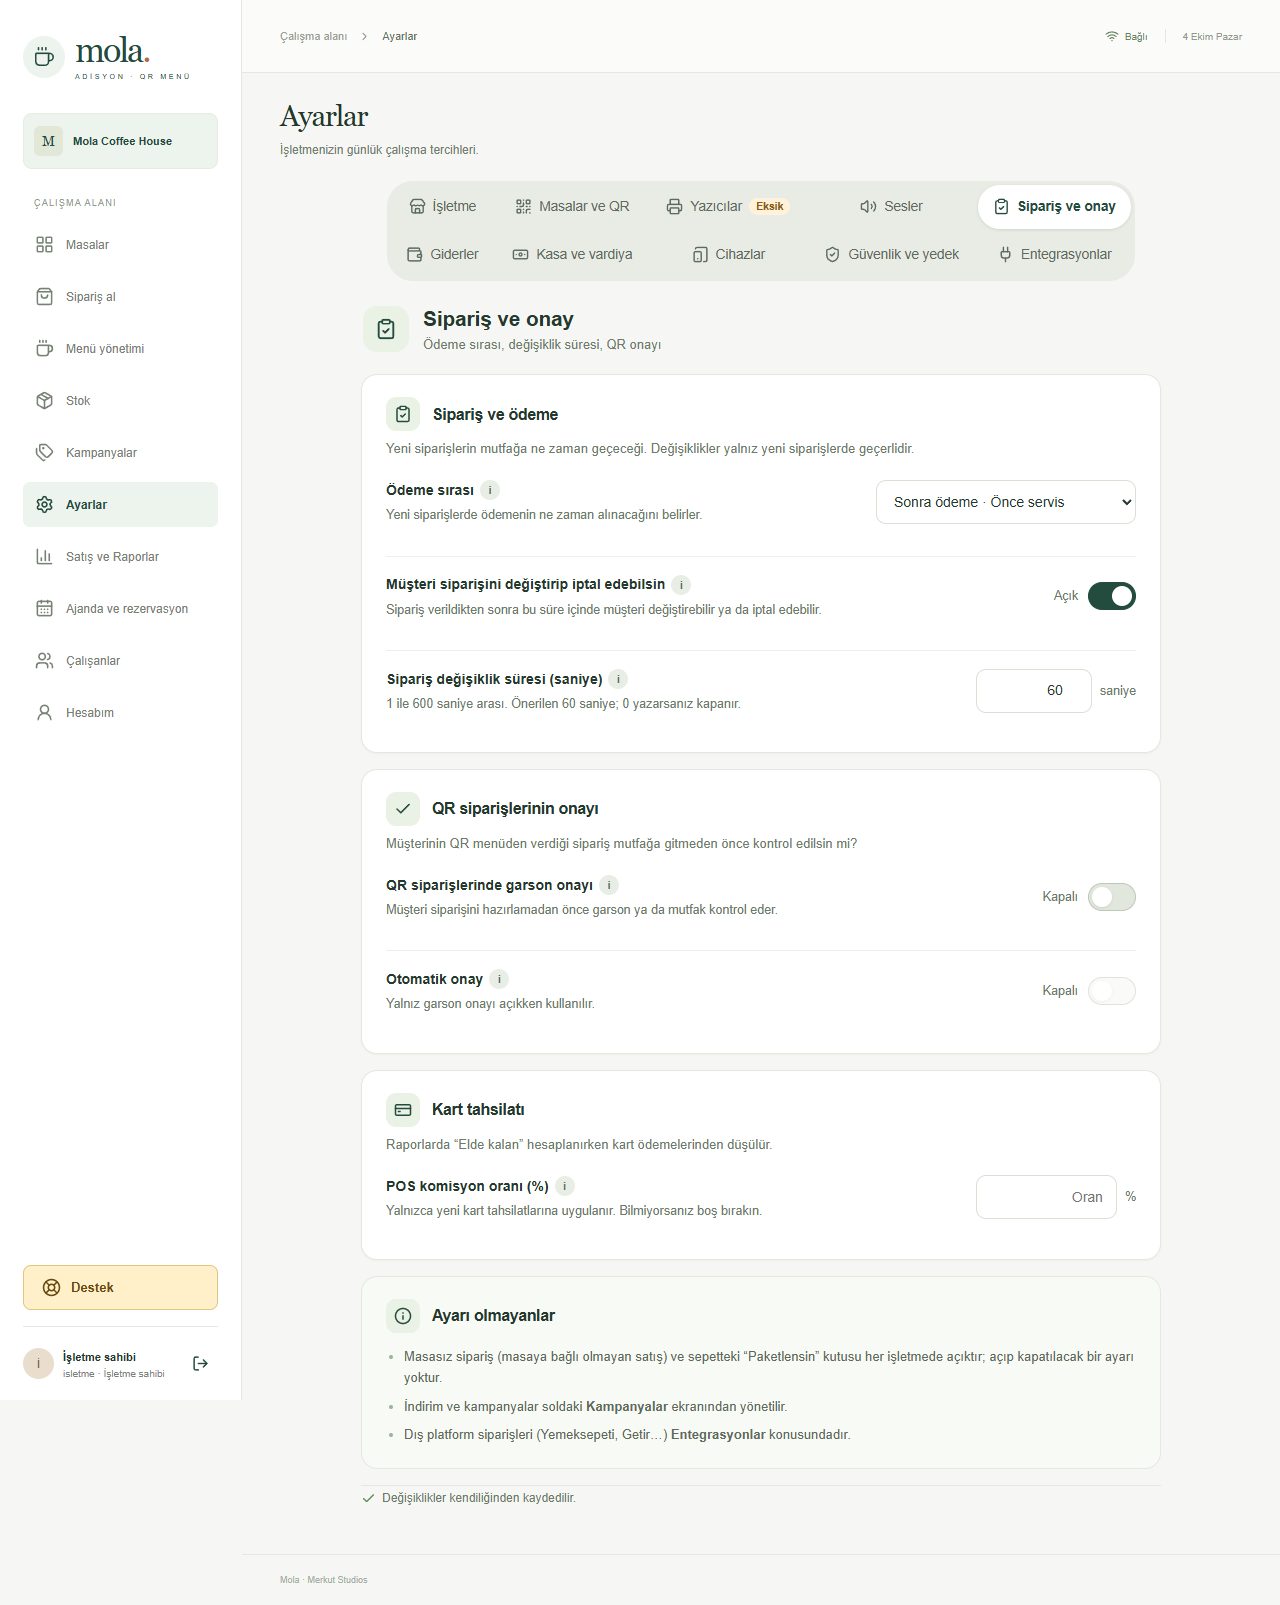 mola.
ADİSYON · QR MENÜ
M
Mola Coffee House
ÇALIŞMA ALANI
Masalar
Sipariş al
Menü yönetimi
Stok
Kampanyalar
Ayarlar
Satış ve Raporlar
Ajanda ve rezervasyon
Çalışanlar
Hesabım
Destek
İşletme sahibi
isletme · İşletme sahibi
Çalışma alanı
Ayarlar
Bağlı
4 Ekim Pazar
Ayarlar
İşletmenizin günlük çalışma tercihleri.
İşletme
Masalar ve QR
Yazıcılar Eksik
Sesler
Sipariş ve onay
Giderler
Kasa ve vardiya
Cihazlar
Güvenlik ve yedek
Entegrasyonlar
Sipariş ve onay
Ödeme sırası, değişiklik süresi, QR onayı
Sipariş ve ödeme
Yeni siparişlerin mutfağa ne zaman geçeceği. Değişiklikler yalnız yeni siparişlerde geçerlidir.
Ödeme sırası i
Yeni siparişlerde ödemenin ne zaman alınacağını belirler.
Sonra ödeme · Önce servis
Müşteri siparişini değiştirip iptal edebilsin i
Sipariş verildikten sonra bu süre içinde müşteri değiştirebilir ya da iptal edebilir.
Açık
Sipariş değişiklik süresi (saniye) i
1 ile 600 saniye arası. Önerilen 60 saniye; 0 yazarsanız kapanır.
60 saniye
QR siparişlerinin onayı
Müşterinin QR menüden verdiği sipariş mutfağa gitmeden önce kontrol edilsin mi?
QR siparişlerinde garson onayı i
Müşteri siparişini hazırlamadan önce garson ya da mutfak kontrol eder.
Kapalı
Otomatik onay i
Yalnız garson onayı açıkken kullanılır.
Kapalı
Kart tahsilatı
Raporlarda “Elde kalan” hesaplanırken kart ödemelerinden düşülür.
POS komisyon oranı (%) i
Yalnızca yeni kart tahsilatlarına uygulanır. Bilmiyorsanız boş bırakın.
Oran %
Ayarı olmayanlar
Masasız sipariş (masaya bağlı olmayan satış) ve sepetteki “Paketlensin” kutusu her işletmede açıktır; açıp kapatılacak bir ayarı
yoktur.
İndirim ve kampanyalar soldaki Kampanyalar ekranından yönetilir.
Dış platform siparişleri (Yemeksepeti, Getir…) Entegrasyonlar konusundadır.
Değişiklikler kendiliğinden kaydedilir.
Mola · Merkut Studios